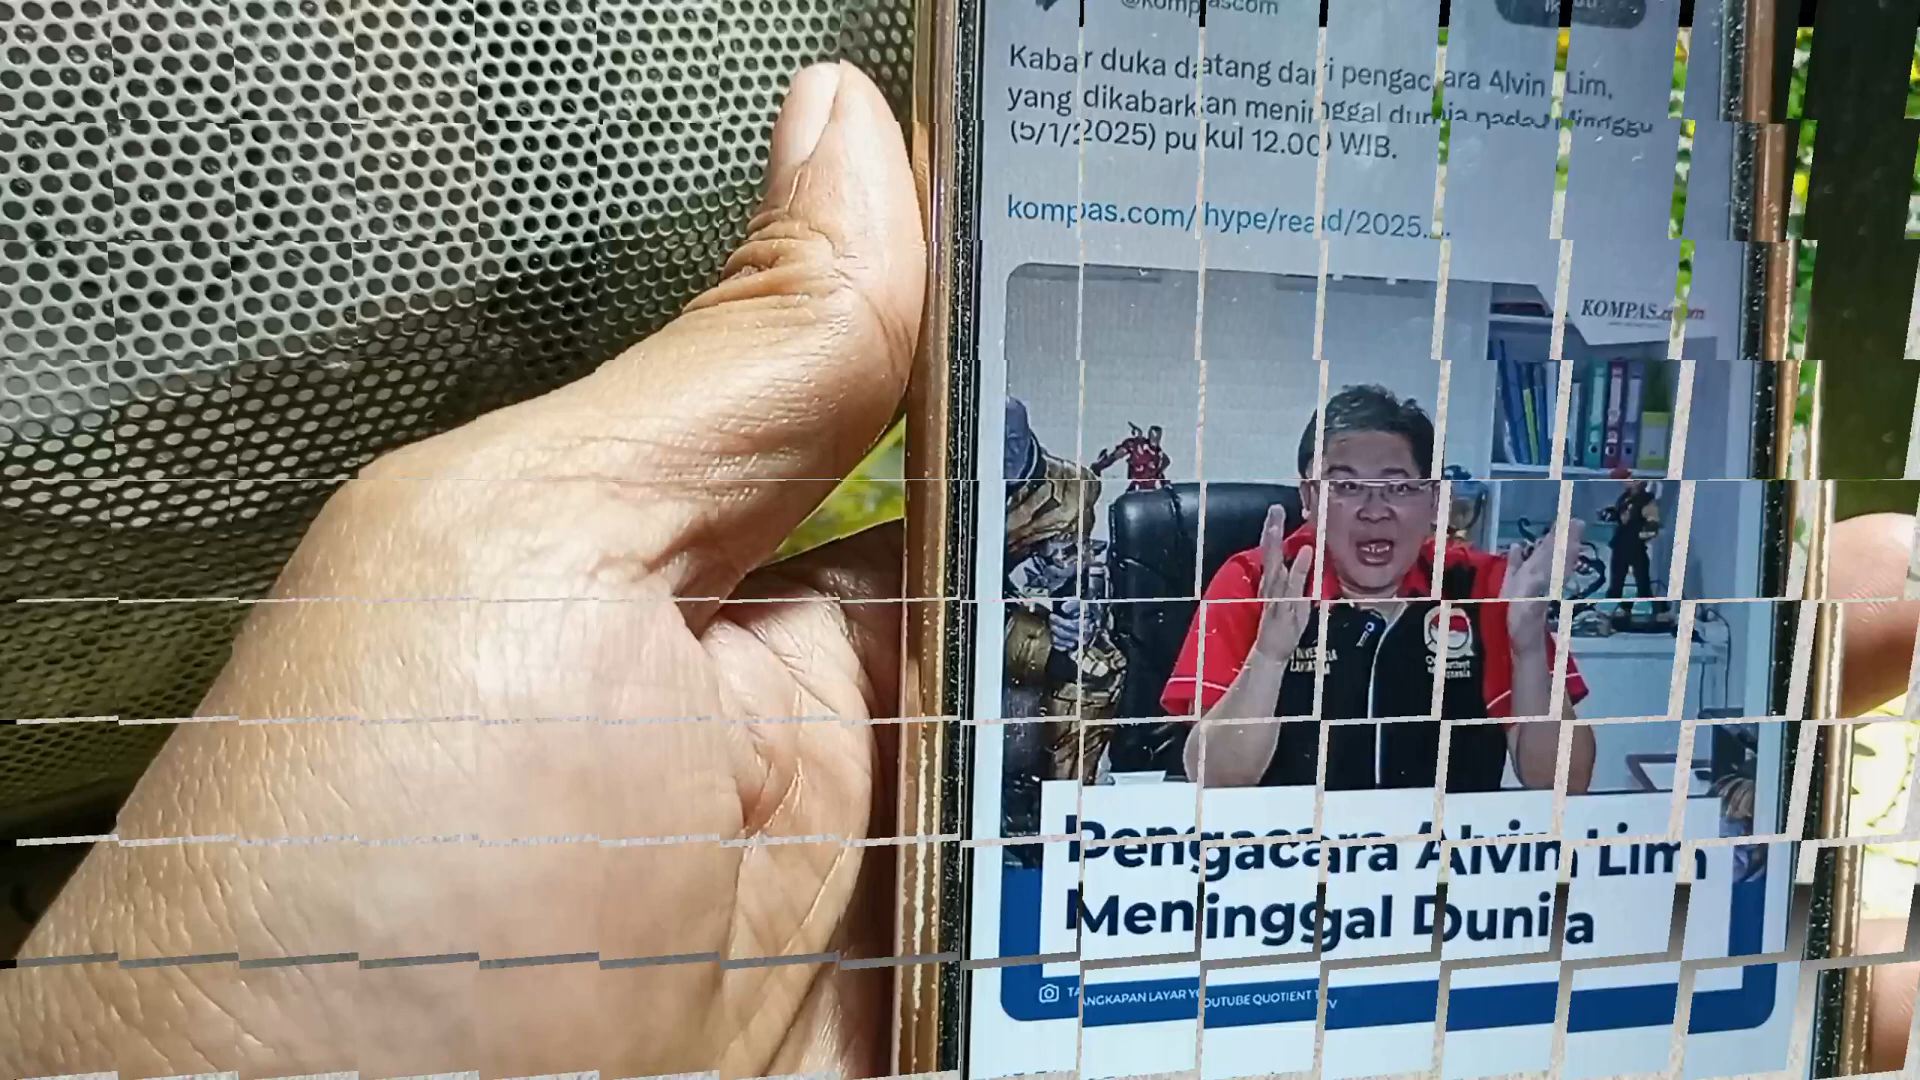 @kompascom
Kabar duka datang dari pengacara Alvin Lim,
yang dikabarkan meninggal dunia pada Minggu
(5/1/2025) pukul 12.00 WIB.
kompas.com/hype/read/2025...
KOMPAS.com
Pengacara Alvin Lim
Meninggal Dunia
TANGKAPAN LAYAR YOUTUBE QUOTIENT TV